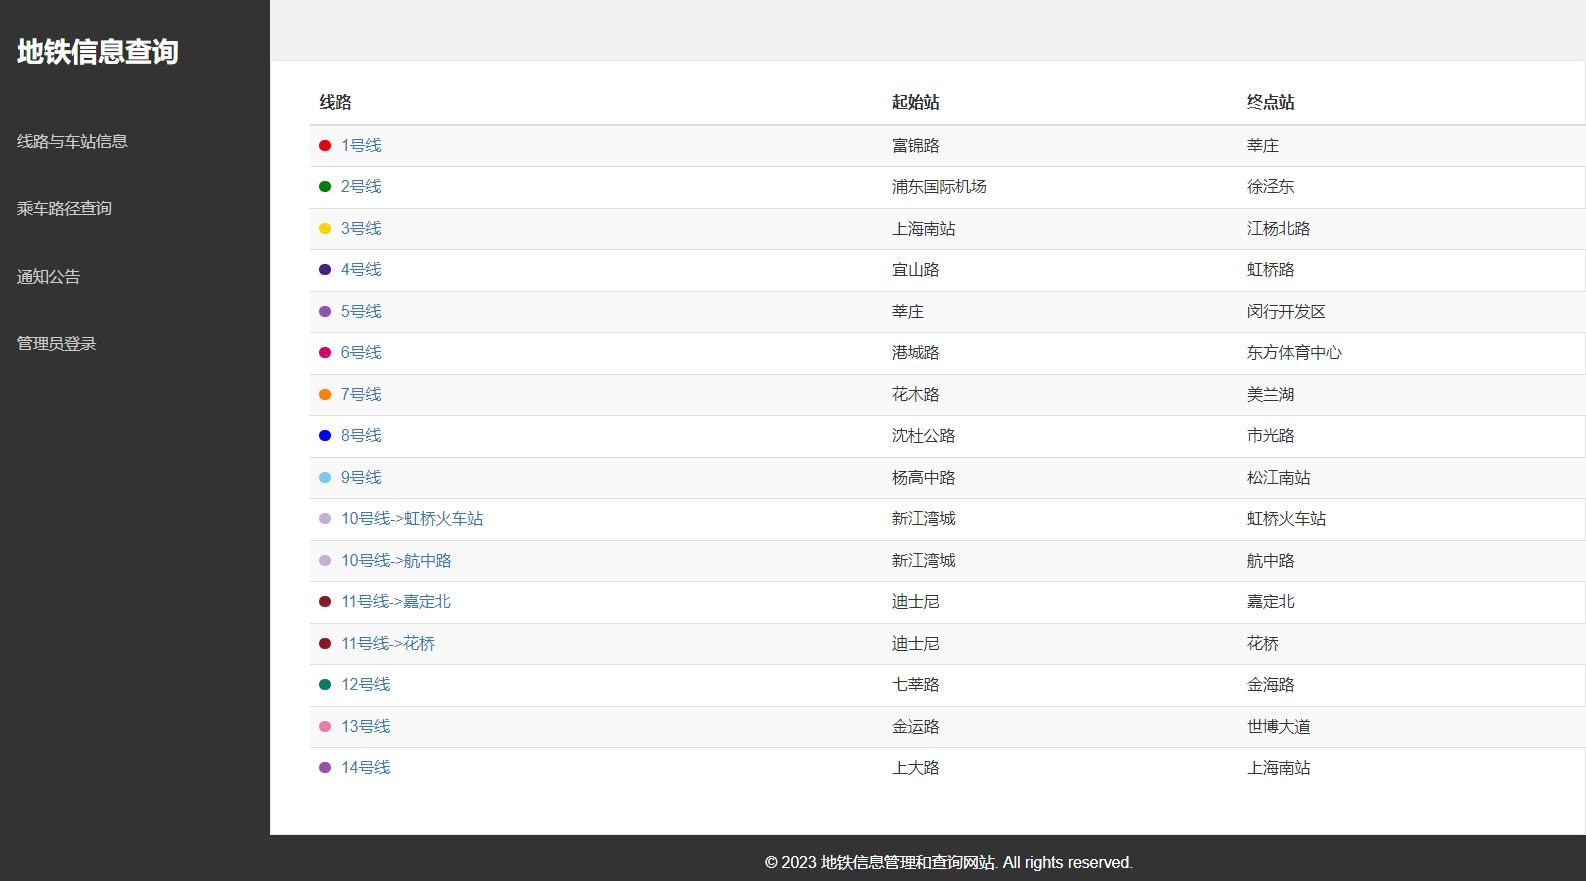 地铁信息查询
线路与车站信息
乘车路径查询
通知公告
管理员登录
线路 起始站 终点站
1号线 富锦路 莘庄
2号线 浦东国际机场 徐泾东
3号线 上海南站 江杨北路
4号线 宜山路 虹桥路
5号线 莘庄 闵行开发区
6号线 港城路 东方体育中心
7号线 花木路 美兰湖
8号线 沈杜公路 市光路
9号线 杨高中路 松江南站
10号线->虹桥火车站 新江湾城 虹桥火车站
10号线->航中路 新江湾城 航中路
11号线->嘉定北 迪士尼 嘉定北
11号线->花桥 迪士尼 花桥
12号线 七莘路 金海路
13号线 金运路 世博大道
14号线 上大路 上海南站
© 2023 地铁信息管理和查询网站. All rights reserved.